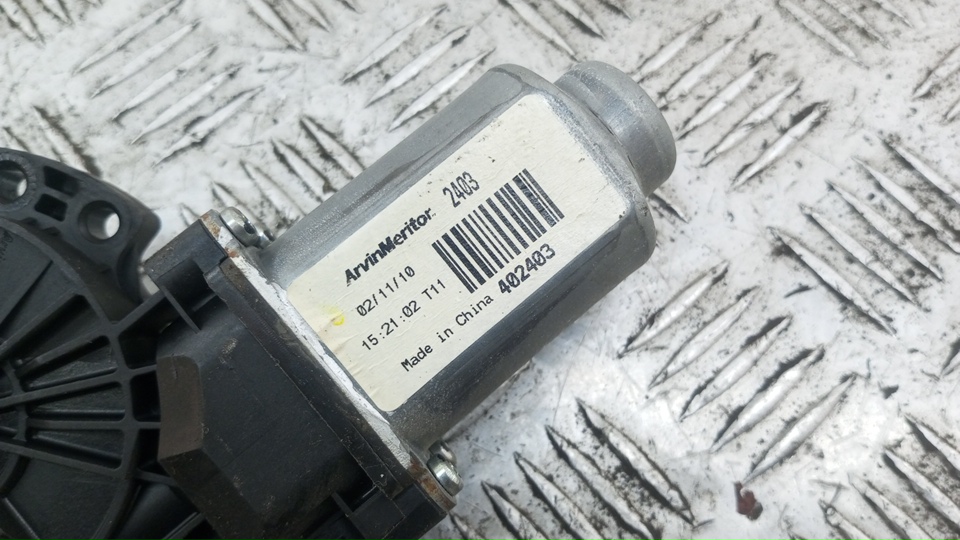 ArvinMeritor. 2403
02/11/10
15:21:02 T11
Made in China 402403